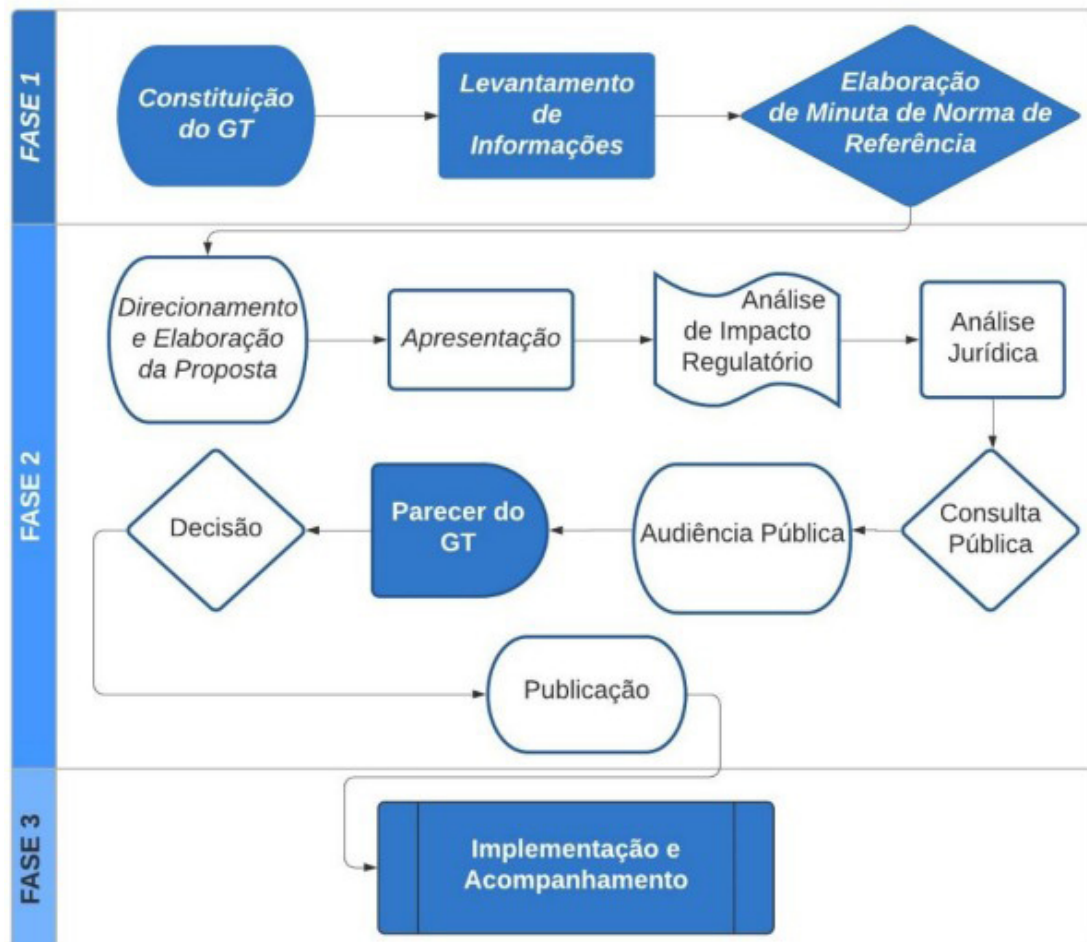 FASE 1
Constituição
do GT
Levantamento
de
Informações
Elaboração
de Minuta de Norma de
Referência
FASE 2
Direcionamento
e Elaboração
da Proposta
Apresentação
Análise
de Impacto
Regulatório
Análise
Jurídica
Consulta
Pública
Audiência Pública
Parecer do
GT
Decisão
Publicação
FASE 3
Implementação e
Acompanhamento